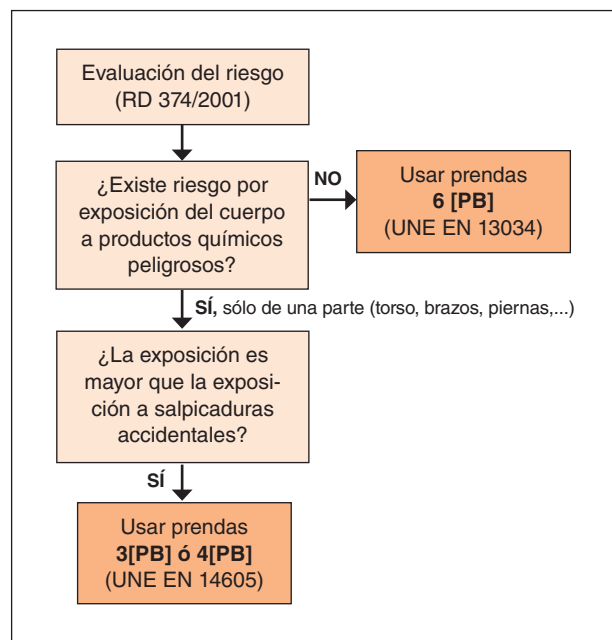 Evaluación del riesgo
(RD 374/2001)
¿Existe riesgo por
exposición del cuerpo
a productos químicos
peligrosos?
NO
Usar prendas
6 [PB]
(UNE EN 13034)
SÍ, sólo de una parte (torso, brazos, piernas,...)
¿La exposición es
mayor que la exposi-
ción a salpicaduras
accidentales?
SÍ
Usar prendas
3[PB] ó 4[PB]
(UNE EN 14605)